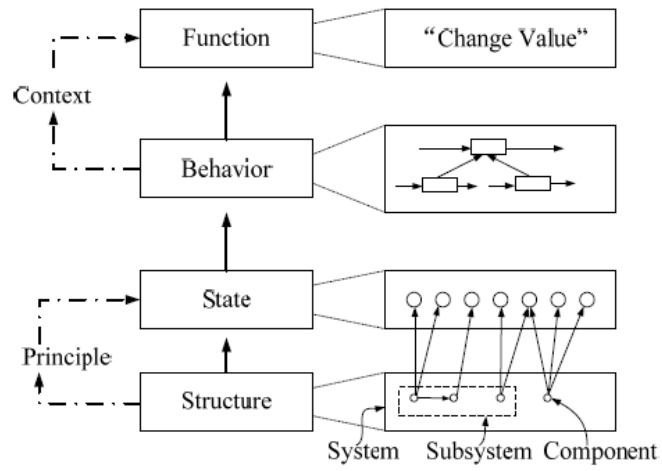 Function
“Change Value”
Context
Behavior
State
Principle
Structure
System
Subsystem
Component